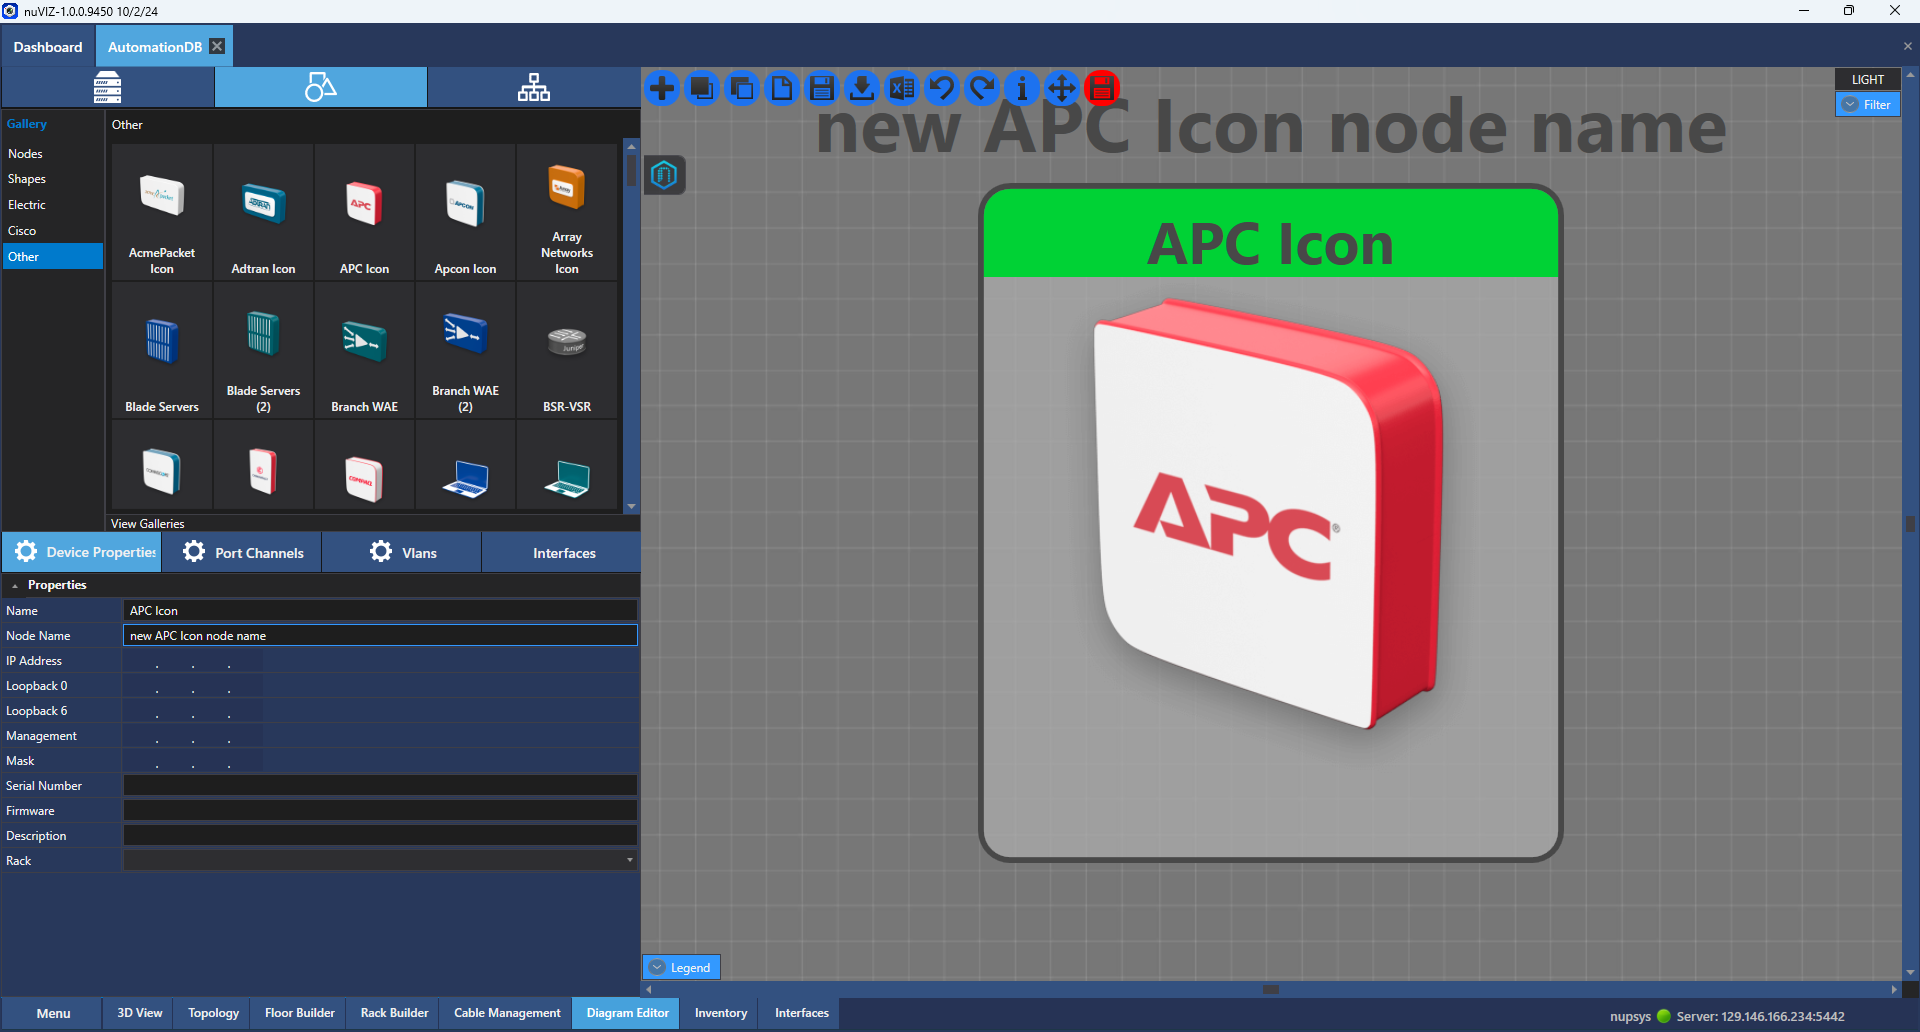 nuVIZ-1.0.0.9450 10/2/24
Dashboard
AutomationDB
LIGHT
Filter
Gallery
Nodes
Shapes
Electric
Cisco
Other
Other
AcmePacket
Icon
Adtran Icon
APC
APC Icon
APCON
Apcon Icon
Array
Networks
Icon
Blade Servers
Blade Servers
(2)
Branch WAE
Branch WAE
(2)
Juniper
BSR-VSR
COMPAQ
View Galleries
new APC Icon node name
APC Icon
APC®
Device Properties
Port Channels
Vlans
Interfaces
Properties
Name
APC Icon
Node Name
new APC Icon node name
IP Address
. . .
Loopback 0
. . .
Loopback 6
. . .
Management
. . .
Mask
. . .
Serial Number
Firmware
Description
Rack
Legend
Menu
3D View
Topology
Floor Builder
Rack Builder
Cable Management
Diagram Editor
Inventory
Interfaces
nupsys
Server: 129.146.166.234:5442